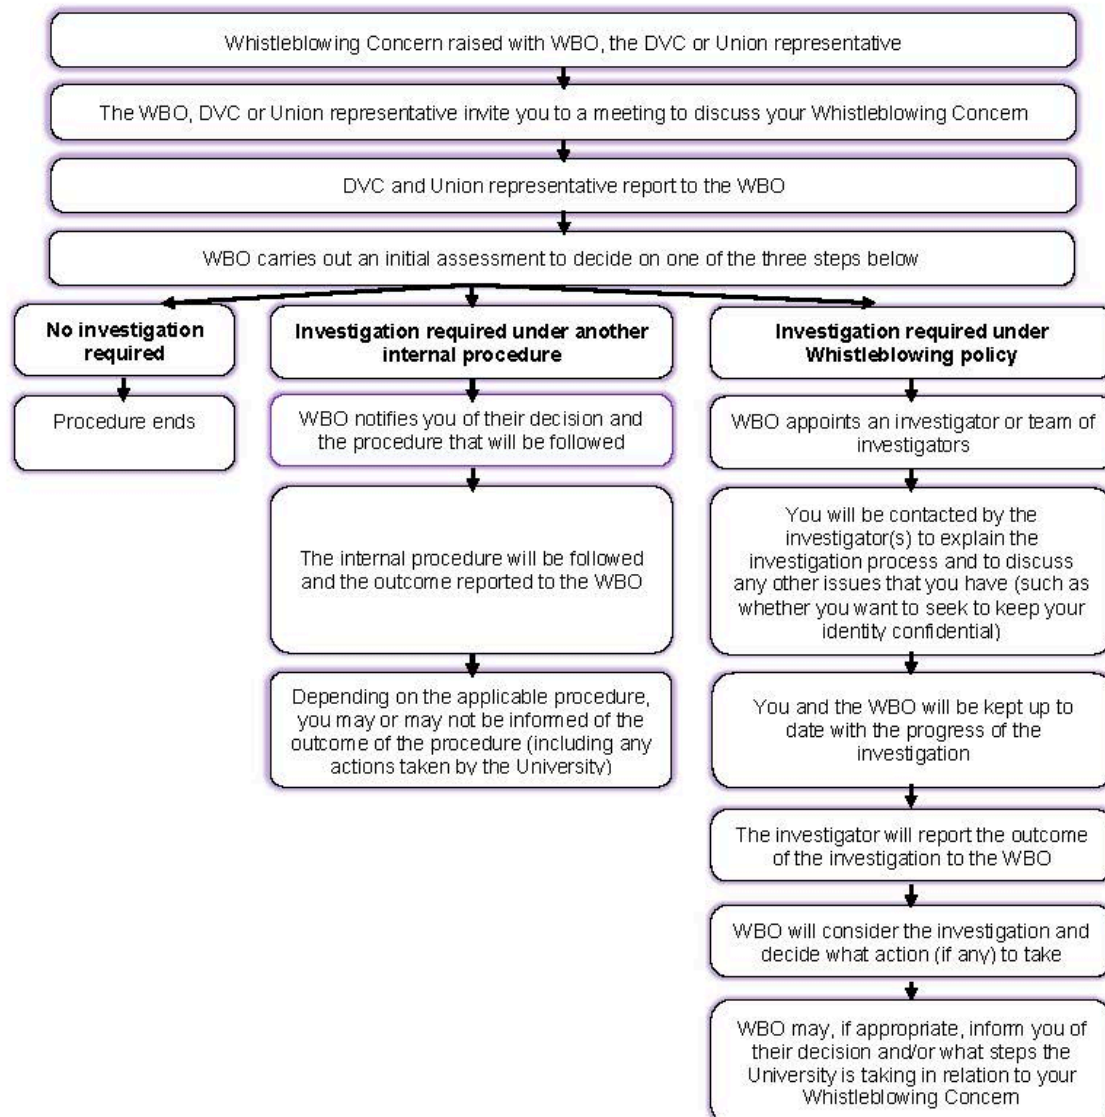 Whistleblowing Concern raised with WBO, the DVC or Union representative
The WBO, DVC or Union representative invite you to a meeting to discuss your Whistleblowing Concern
DVC and Union representative report to the WBO
WBO carries out an initial assessment to decide on one of the three steps below
No investigation
required
Procedure ends
Investigation required under another
internal procedure
WBO notifies you of their decision and
the procedure that will be followed
The internal procedure will be followed
and the outcome reported to the WBO
Depending on the applicable procedure,
you may or may not be informed of the
outcome of the procedure (including any
actions taken by the University)
Investigation required under
Whistleblowing policy
WBO appoints an investigator or team of
investigators
You will be contacted by the
investigator(s) to explain the
investigation process and to discuss
any other issues that you have (such as
whether you want to seek to keep your
identity confidential)
You and the WBO will be kept up to
date with the progress of the
investigation
The investigator will report the outcome
of the investigation to the WBO
WBO will consider the investigation and
decide what action (if any) to take
WBO may, if appropriate, inform you of
their decision and/or what steps the
University is taking in relation to your
Whistleblowing Concern